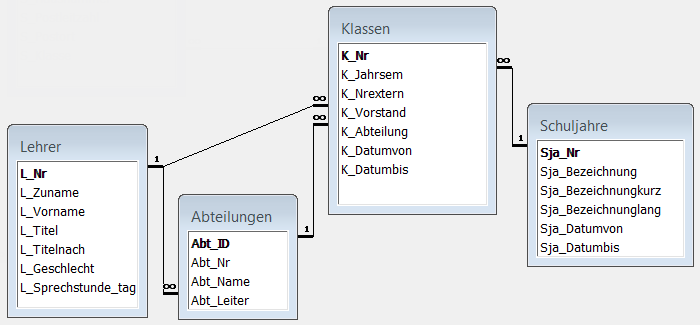 Klassen
K_Nr
K_Jahrsem
K_Nrextern
K_Vorstand
K_Abteilung
K_Datumvon
K_Datumbis
∞
∞
∞
1
Schuljahre
Sja_Nr
Sja_Bezeichnung
Sja_Bezeichnungkurz
Sja_Bezeichnunglang
Sja_Datumvon
Sja_Datumbis
Lehrer
L_Nr
L_Zuname
L_Vorname
L_Titel
L_Titelnach
L_Geschlecht
L_Sprechstunde_tag
1
∞
Abteilungen
Abt_ID
Abt_Nr
Abt_Name
Abt_Leiter
1